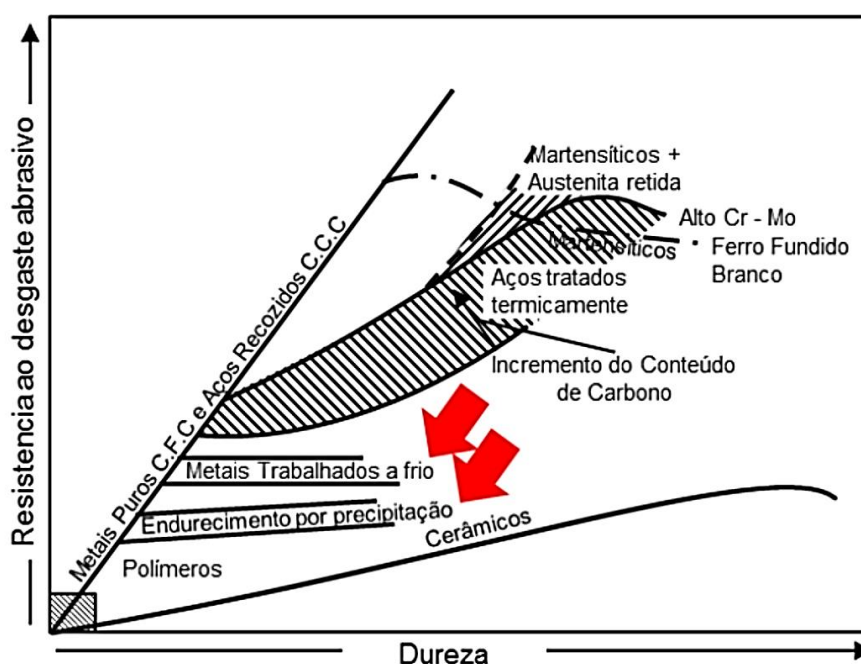 Resistencia ao desgaste abrasivo
Metais Puros C.F.C e Aços Recozidos C.C.C
Martensíticos +
Austenita retida
Alto Cr - Mo
Martensíticos
Ferro Fundido
Branco
Aços tratados
termicamente
Incremento do Conteúdo
de Carbono
Metais Trabalhados a frio
Endurecimento por precipitação
Cerâmicos
Polímeros
Dureza